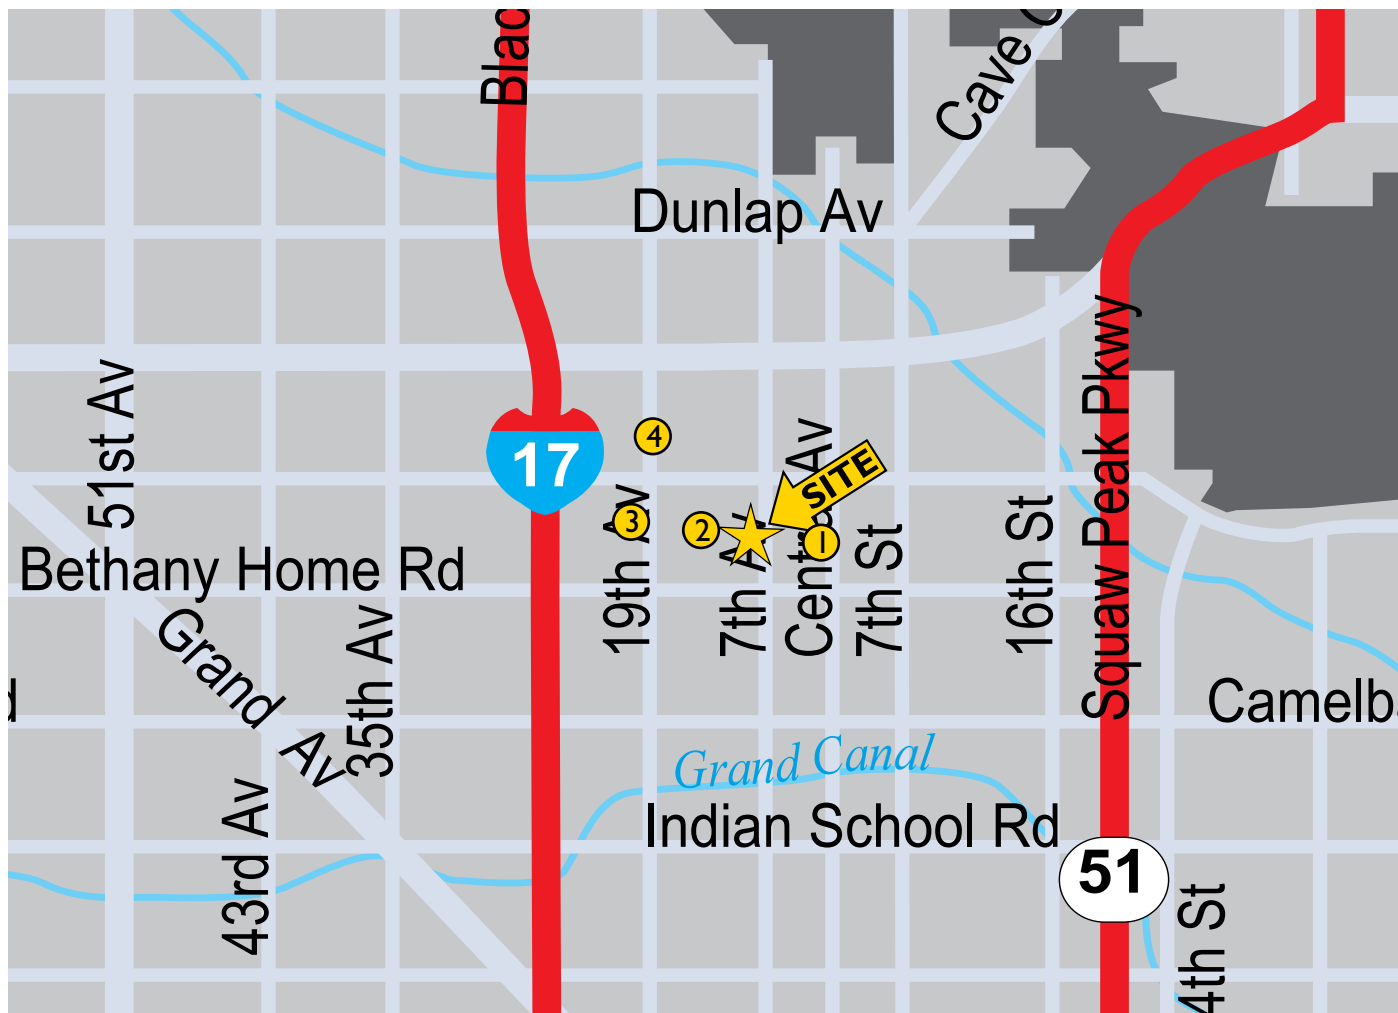 Cave
Dunlap Av
51st Av
17
4
Central Av
SITE
Squaw Peak Pkwy
19th Av
3
2
7th Av
1
7th St
16th St
Bethany Home Rd
Grand Av
35th Av
Camelb
Grand Canal
43rd Av
Indian School Rd
51
4th St